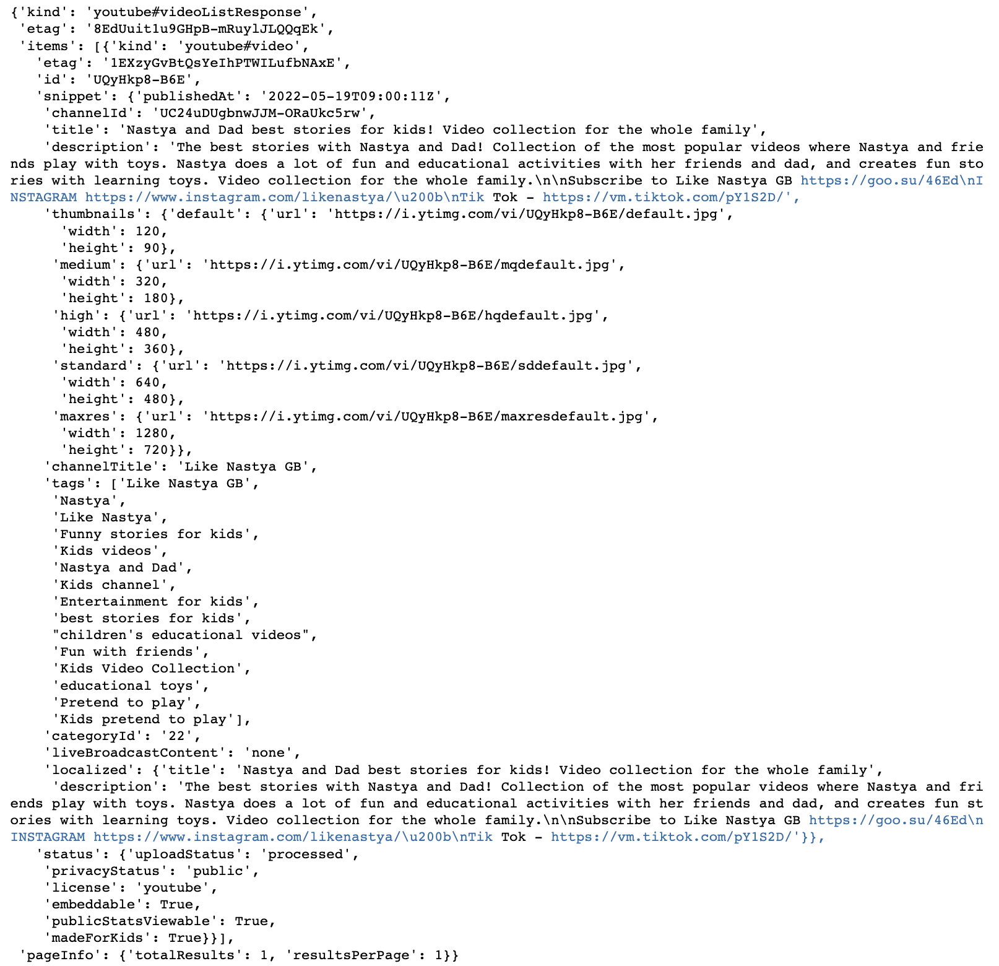 {'kind': 'youtube#videoListResponse',
 'etag': '8EdUuit1u9GHpB-mRuylJLQQqEk',
 'items': [{'kind': 'youtube#video',
   'etag': '1EXzyGvBtQsYeIhPTWILufbNAxE',
   'id': 'UQyHkp8-B6E',
   'snippet': {'publishedAt': '2022-05-19T09:00:11Z',
    'channelId': 'UC24uDUgbnwJJM-ORaUkc5rw',
    'title': 'Nastya and Dad best stories for kids! Video collection for the whole family',
    'description': 'The best stories with Nastya and Dad! Collection of the most popular videos where Nastya and frie
nds play with toys. Nastya does a lot of fun and educational activities with her friends and dad, and creates fun sto
ries with learning toys. Video collection for the whole family.\n\nSubscribe to Like Nastya GB https://goo.su/46Ed\nI
NSTAGRAM https://www.instagram.com/likenastya/\u200b\nTik Tok - https://vm.tiktok.com/pY1S2D/',
    'thumbnails': {'default': {'url': 'https://i.ytimg.com/vi/UQyHkp8-B6E/default.jpg',
      'width': 120,
      'height': 90},
     'medium': {'url': 'https://i.ytimg.com/vi/UQyHkp8-B6E/mqdefault.jpg',
      'width': 320,
      'height': 180},
     'high': {'url': 'https://i.ytimg.com/vi/UQyHkp8-B6E/hqdefault.jpg',
      'width': 480,
      'height': 360},
     'standard': {'url': 'https://i.ytimg.com/vi/UQyHkp8-B6E/sddefault.jpg',
      'width': 640,
      'height': 480},
     'maxres': {'url': 'https://i.ytimg.com/vi/UQyHkp8-B6E/maxresdefault.jpg',
      'width': 1280,
      'height': 720}},
    'channelTitle': 'Like Nastya GB',
    'tags': ['Like Nastya GB',
     'Nastya',
     'Like Nastya',
     'Funny stories for kids',
     'Kids videos',
     'Nastya and Dad',
     'Kids channel',
     'Entertainment for kids',
     'best stories for kids',
     "children's educational videos",
     'Fun with friends',
     'Kids Video Collection',
     'educational toys',
     'Pretend to play',
     'Kids pretend to play'],
    'categoryId': '22',
    'liveBroadcastContent': 'none',
    'localized': {'title': 'Nastya and Dad best stories for kids! Video collection for the whole family',
     'description': 'The best stories with Nastya and Dad! Collection of the most popular videos where Nastya and fri
ends play with toys. Nastya does a lot of fun and educational activities with her friends and dad, and creates fun st
ories with learning toys. Video collection for the whole family.\n\nSubscribe to Like Nastya GB https://goo.su/46Ed\n
INSTAGRAM https://www.instagram.com/likenastya/\u200b\nTik Tok - https://vm.tiktok.com/pY1S2D/'}},
   'status': {'uploadStatus': 'processed',
    'privacyStatus': 'public',
    'license': 'youtube',
    'embeddable': True,
    'publicStatsViewable': True,
    'madeForKids': True}}],
 'pageInfo': {'totalResults': 1, 'resultsPerPage': 1}}